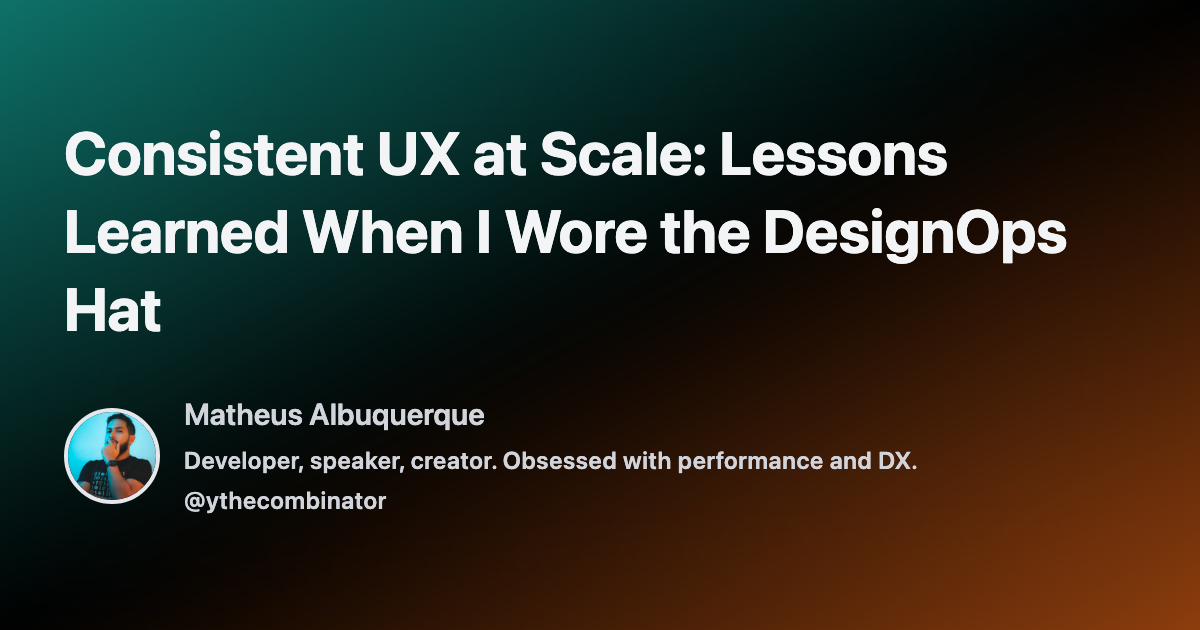 Consistent UX at Scale: Lessons
Learned When I Wore the DesignOps
Hat
Matheus Albuquerque
Developer, speaker, creator. Obsessed with performance and DX.
@ythecombinator